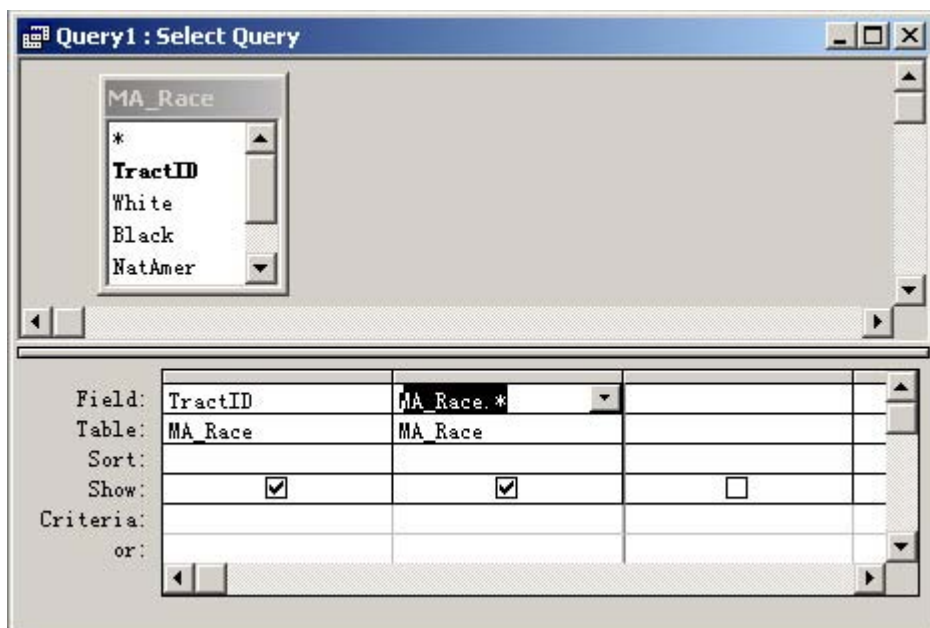 Query1 : Select Query
MA_Race
*
TractID
White
Black
NatAmer
Field: TractID MA_Race.*
Table: MA_Race MA_Race
Sort:
Show:
Criteria:
or: